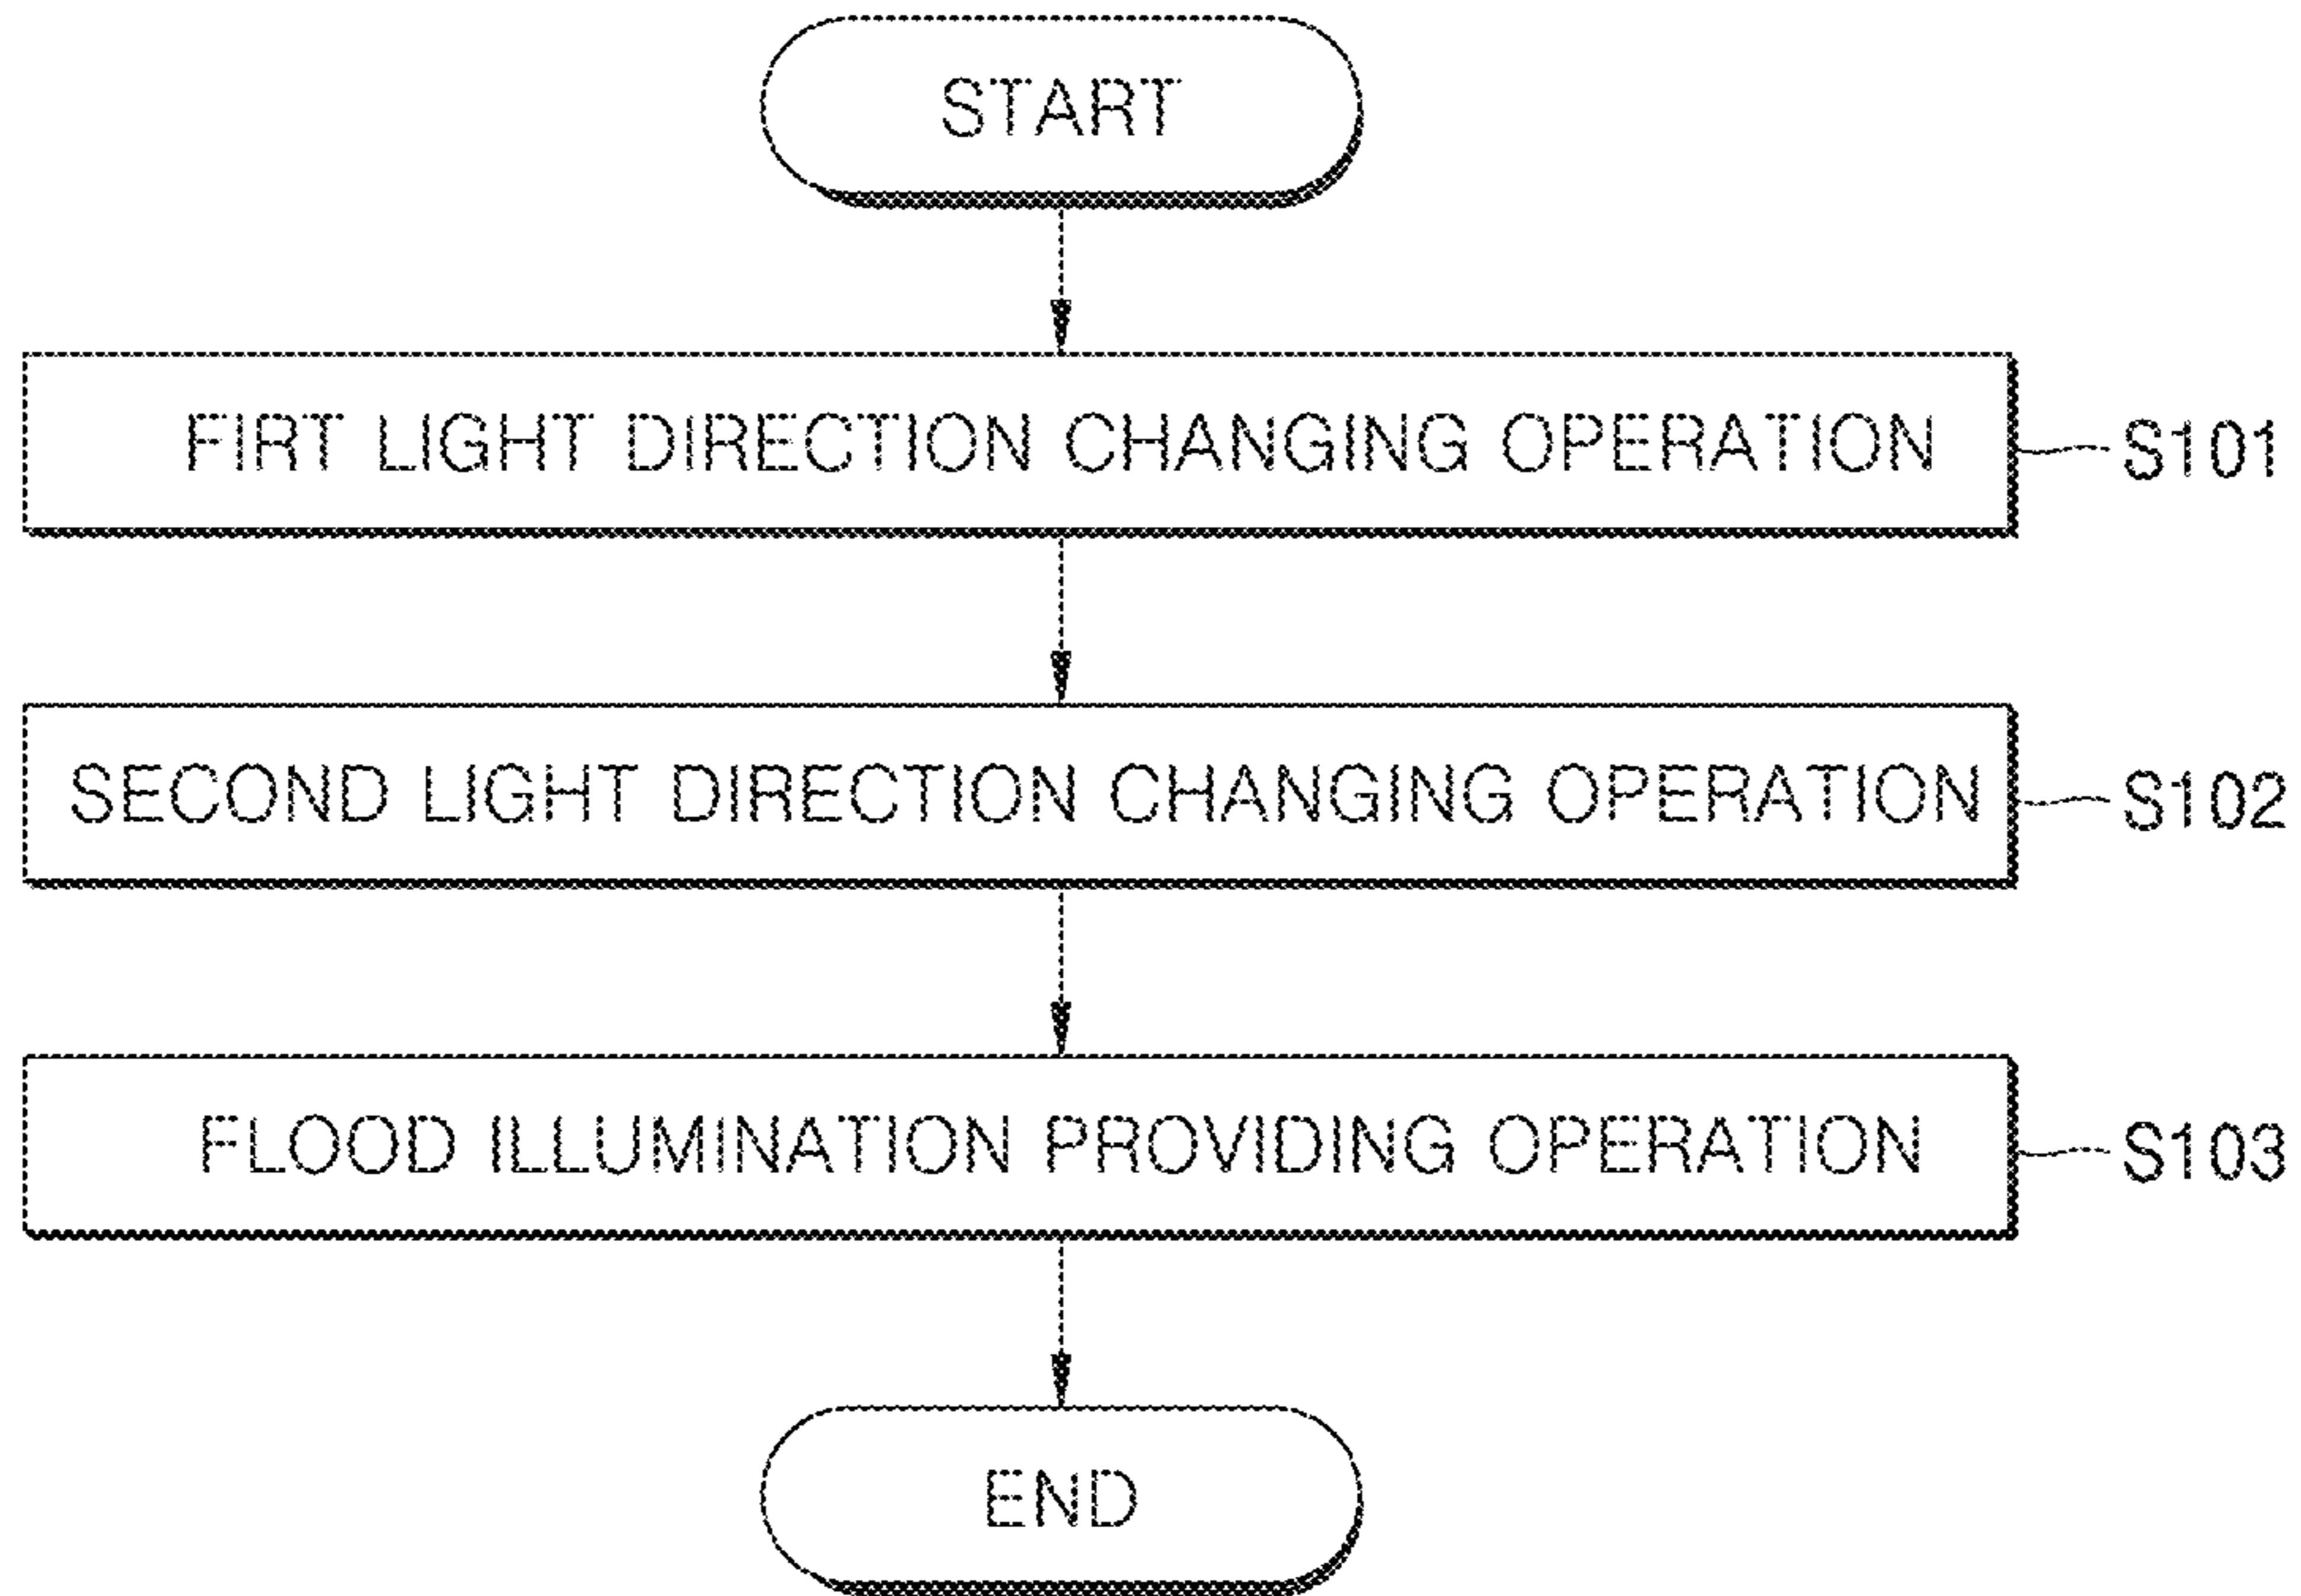 START
FIRT LIGHT DIRECTION CHANGING OPERATION S101
SECOND LIGHT DIRECTION CHANGING OPERATION S102
FLOOD ILLUMINATION PROVIDING OPERATION S103
END